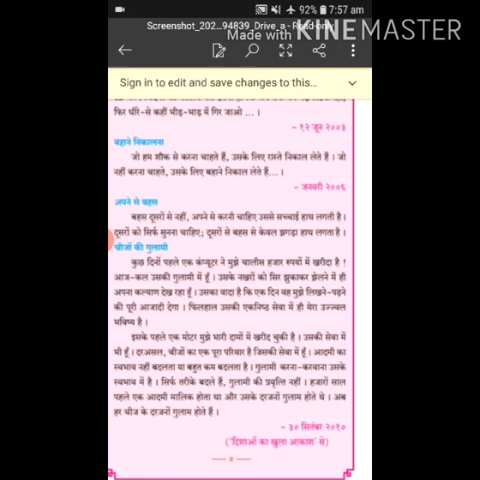 92% 7:57 am
Screenshot_202...94839_Drive_a - Read-only
Made with KINEMASTER
Sign in to edit and save changes to this...
फिर धीरे-से कहीं भीड़-भाड़ में गिर जाओ ... ।
- १२ जून २००३
बहाने निकालना
जो हम शौक से करना चाहते हैं, उसके लिए रास्ते निकाल लेते हैं । जो
नहीं करना चाहते, उसके लिए बहाने निकाल लेते हैं... ।
- जनवरी २००६
अपने से बहस
बहस दूसरों से नहीं, अपने से करनी चाहिए उससे सच्चाई हाथ लगती है ।
दूसरों को सिर्फ सुनना चाहिए; दूसरों से बहस से केवल झगड़ा हाथ लगता है ।
चीजों की गुलामी
कुछ दिनों पहले एक कंप्यूटर ने मुझे चालीस हजार रुपयों में खरीदा है !
आज-कल उसकी गुलामी में हूँ । उसके नखरों को सिर झुकाकर झेलने में ही
अपना कल्याण देख रहा हूँ । उसका वादा है कि एक दिन वह मुझे लिखने-पढ़ने
की पूरी आजादी देगा । फिलहाल उसकी एकनिष्ठ सेवा में ही मेरा उज्ज्वल
भविष्य है ।
इसके पहले एक मोटर मुझे भारी दामों में खरीद चुकी है । उसकी सेवा में
भी हूँ । दरअसल, चीजों का एक पूरा परिवार है जिसकी सेवा में हूँ । आदमी का
स्वभाव नहीं बदलता या बहुत कम बदलता है । गुलामी करना-करवाना उसके
स्वभाव में है । सिर्फ तरीके बदले हैं, गुलामी की प्रवृत्ति नहीं । हजारों साल
पहले एक आदमी मालिक होता था और उसके दरजनों गुलाम होते थे । अब
हर चीज के दरजनों गुलाम होते हैं ।
- ३० सितंबर २०१०
('दिशाओं का खुला आकाश' से)